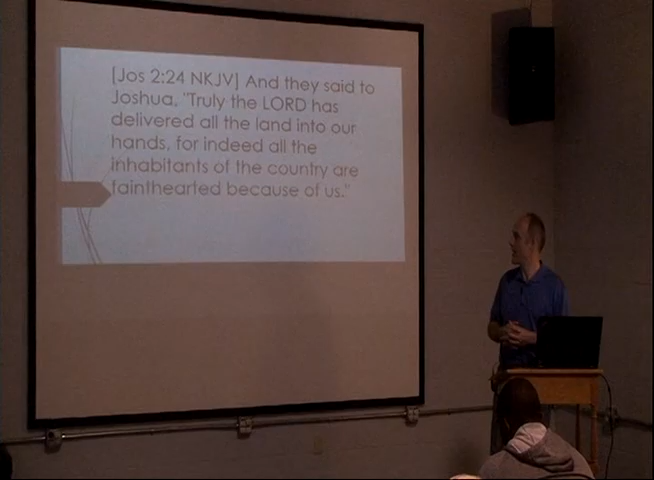 [Jos 2:24 NKJV] And they said to
Joshua, "Truly the LORD has
delivered all the land into our
hands, for indeed all the
inhabitants of the country are
fainthearted because of us."